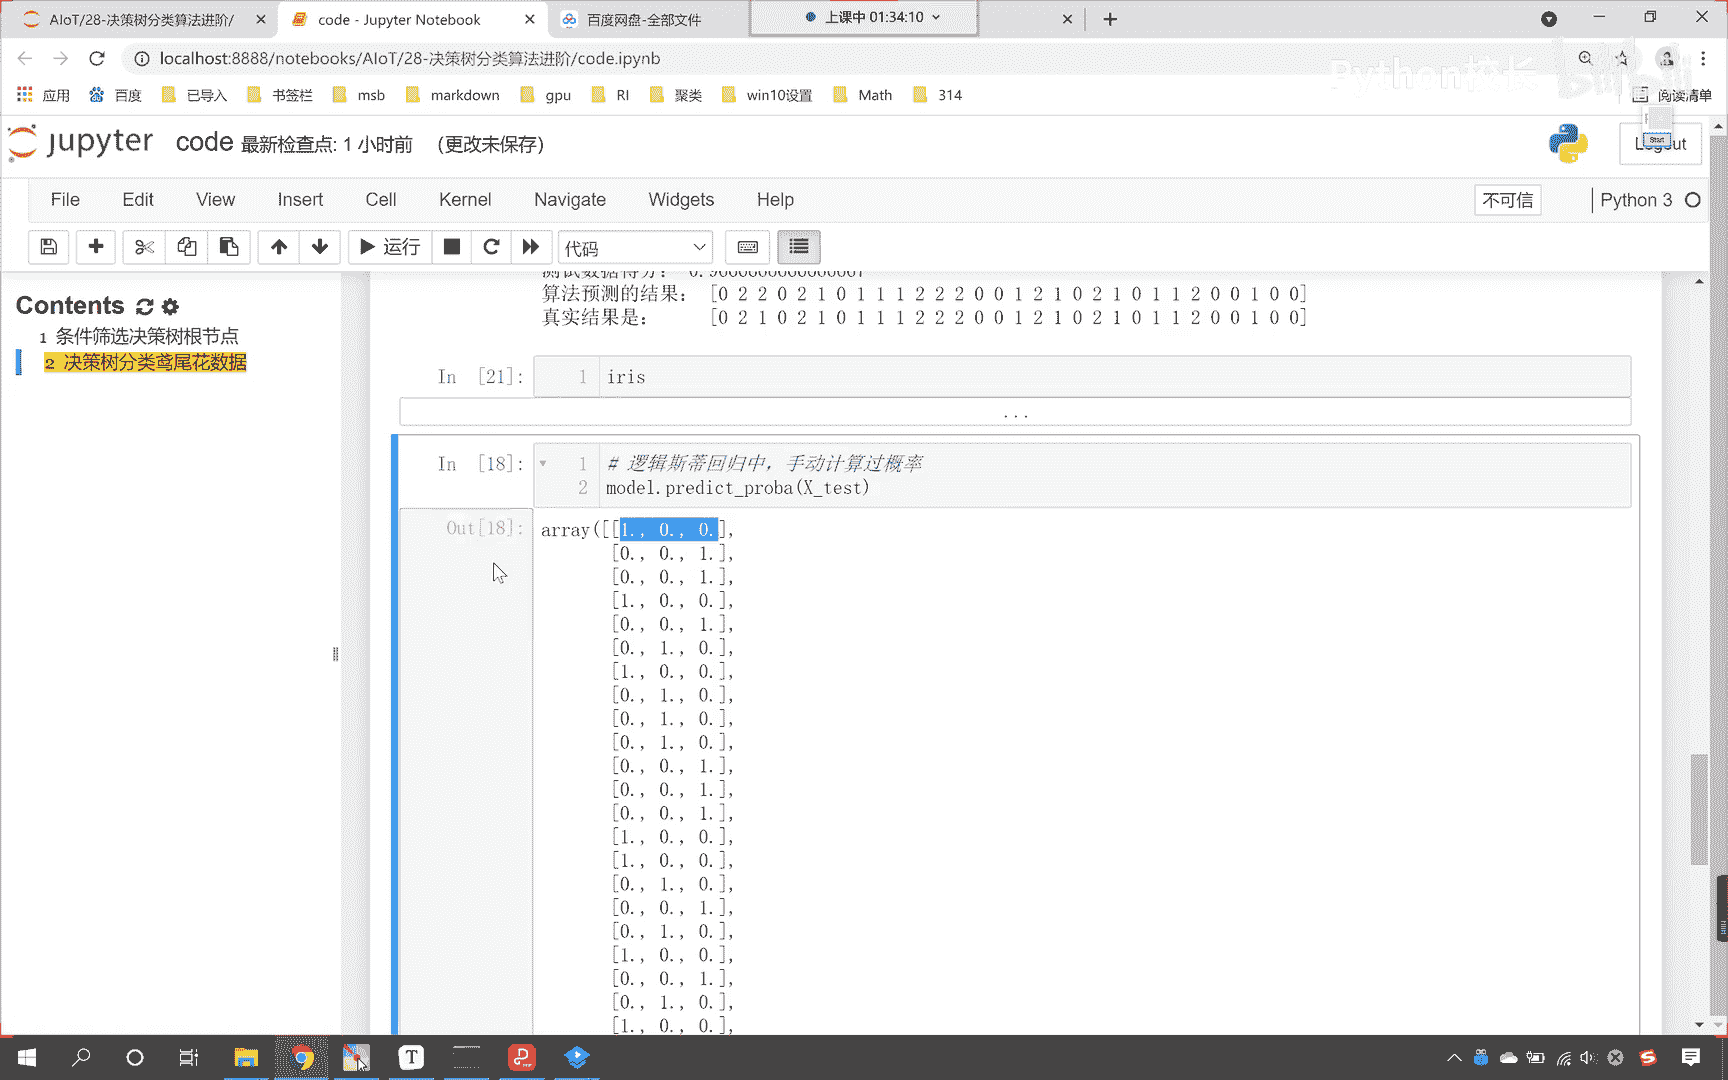 AIoT/28-决策树分类算法进阶/
code - Jupyter Notebook
百度网盘-全部文件
上课中 01:34:10
localhost:8888/notebooks/AIoT/28-决策树分类算法进阶/code.ipynb
应用 百度 已导入 书签栏 msb markdown gpu RI 聚类 win10设置 Math 314 阅读清单
Python校长
jupyter code 最新检查点: 1 小时前 (更改未保存)
Start
Logout
File Edit View Insert Cell Kernel Navigate Widgets Help 不可信 Python 3
运行 代码
Contents
1 条件筛选决策树根节点
2 决策树分类鸢尾花数据
算法预测的结果： [0 2 2 0 2 1 0 1 1 1 2 2 2 0 0 1 2 1 0 2 1 0 1 1 2 0 0 1 0 0]
真实结果是： [0 2 1 0 2 1 0 1 1 1 2 2 2 0 0 1 2 1 0 2 1 0 1 1 2 0 0 1 0 0]
In [21]: 1 iris
...
In [18]: 1 # 逻辑斯蒂回归中，手动计算过概率
2 model.predict_proba(X_test)
Out[18]: array([[1., 0., 0.],
[0., 0., 1.],
[0., 0., 1.],
[1., 0., 0.],
[0., 0., 1.],
[0., 1., 0.],
[1., 0., 0.],
[0., 1., 0.],
[0., 1., 0.],
[0., 1., 0.],
[0., 0., 1.],
[0., 0., 1.],
[0., 0., 1.],
[1., 0., 0.],
[1., 0., 0.],
[0., 1., 0.],
[0., 0., 1.],
[0., 1., 0.],
[1., 0., 0.],
[0., 0., 1.],
[0., 1., 0.],
[1., 0., 0.],